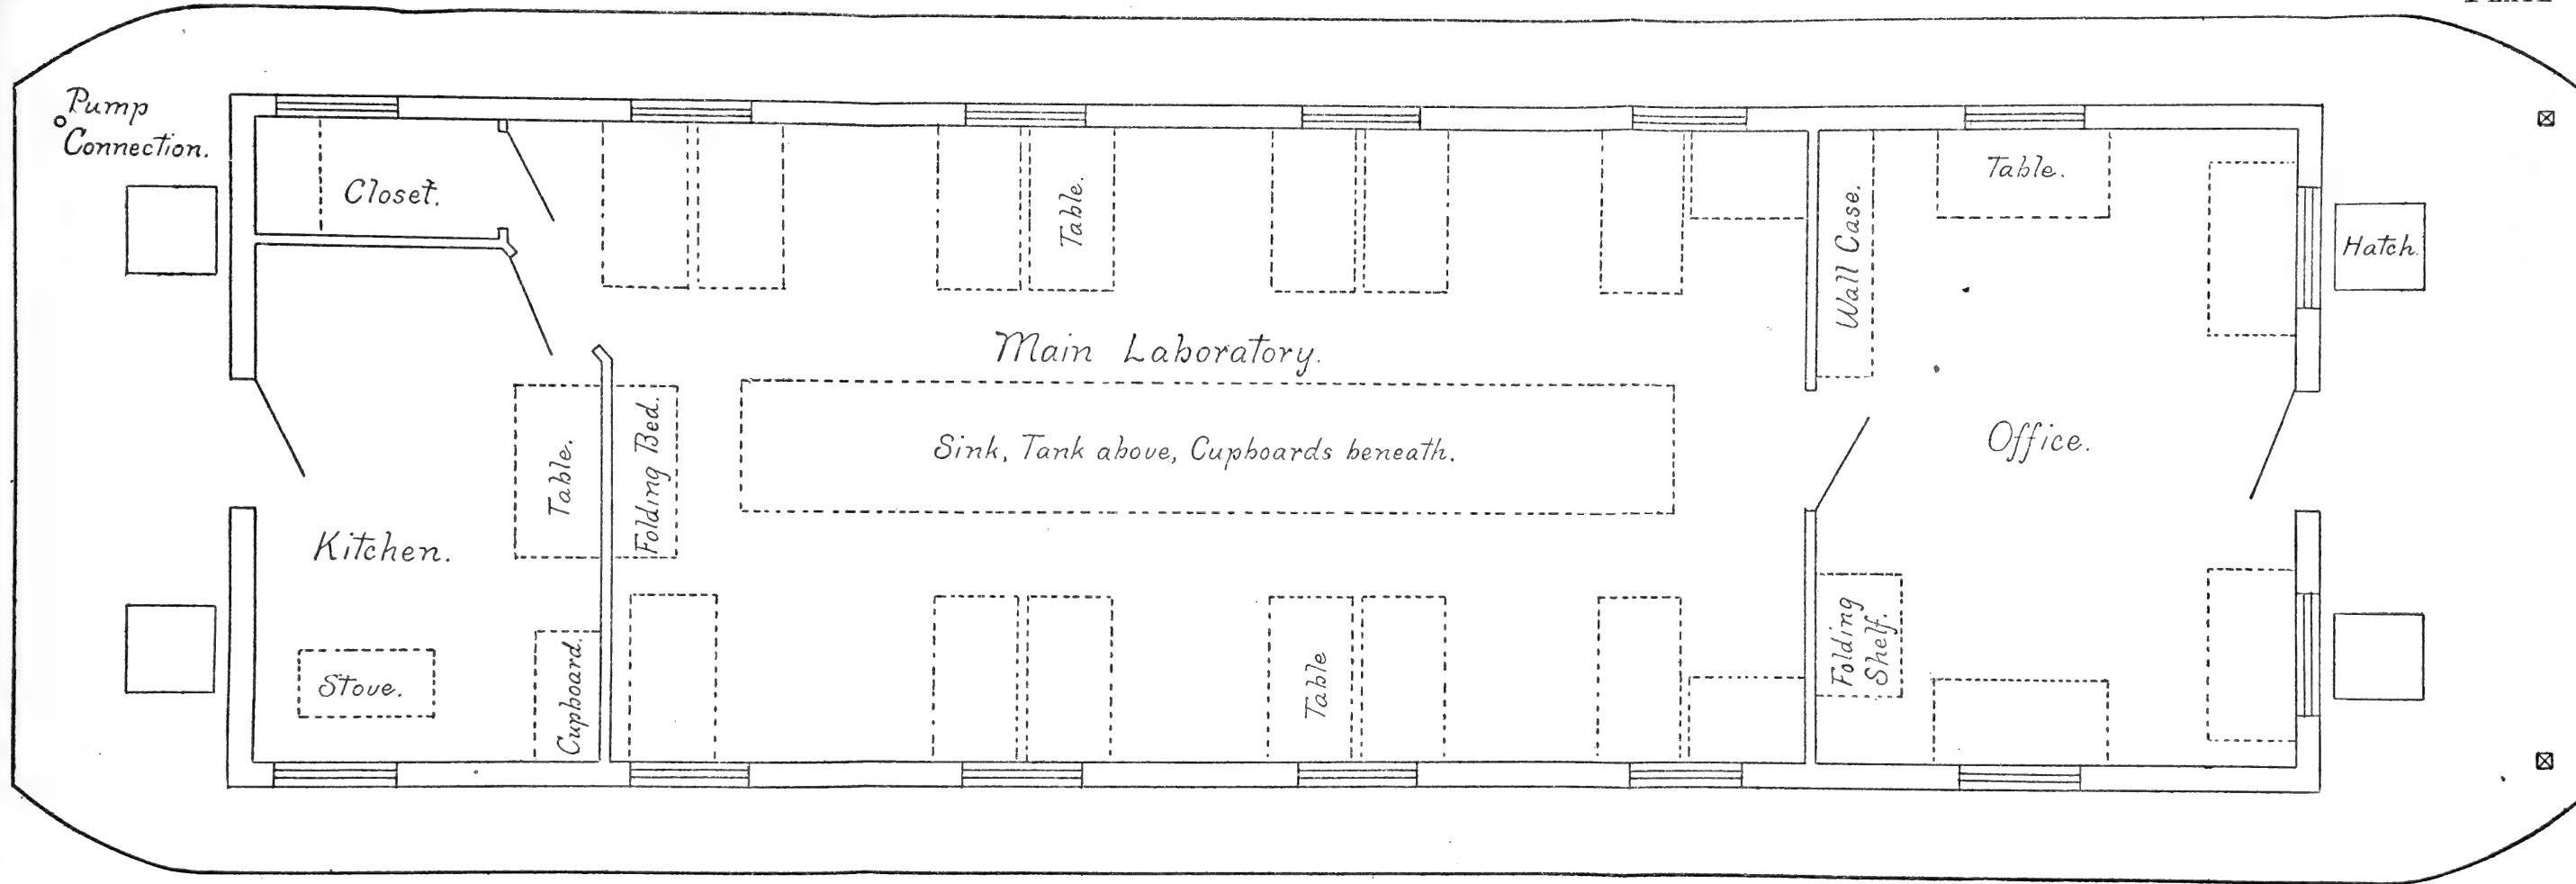 Pump
Connection.
Closet.
Table.
Wall Case.
Table.
Hatch.
Main Laboratory.
Table.
Folding Bed.
Sink, Tank above, Cupboards beneath.
Office.
Kitchen.
Stove.
Cupboard.
Table
Folding
Shelf.